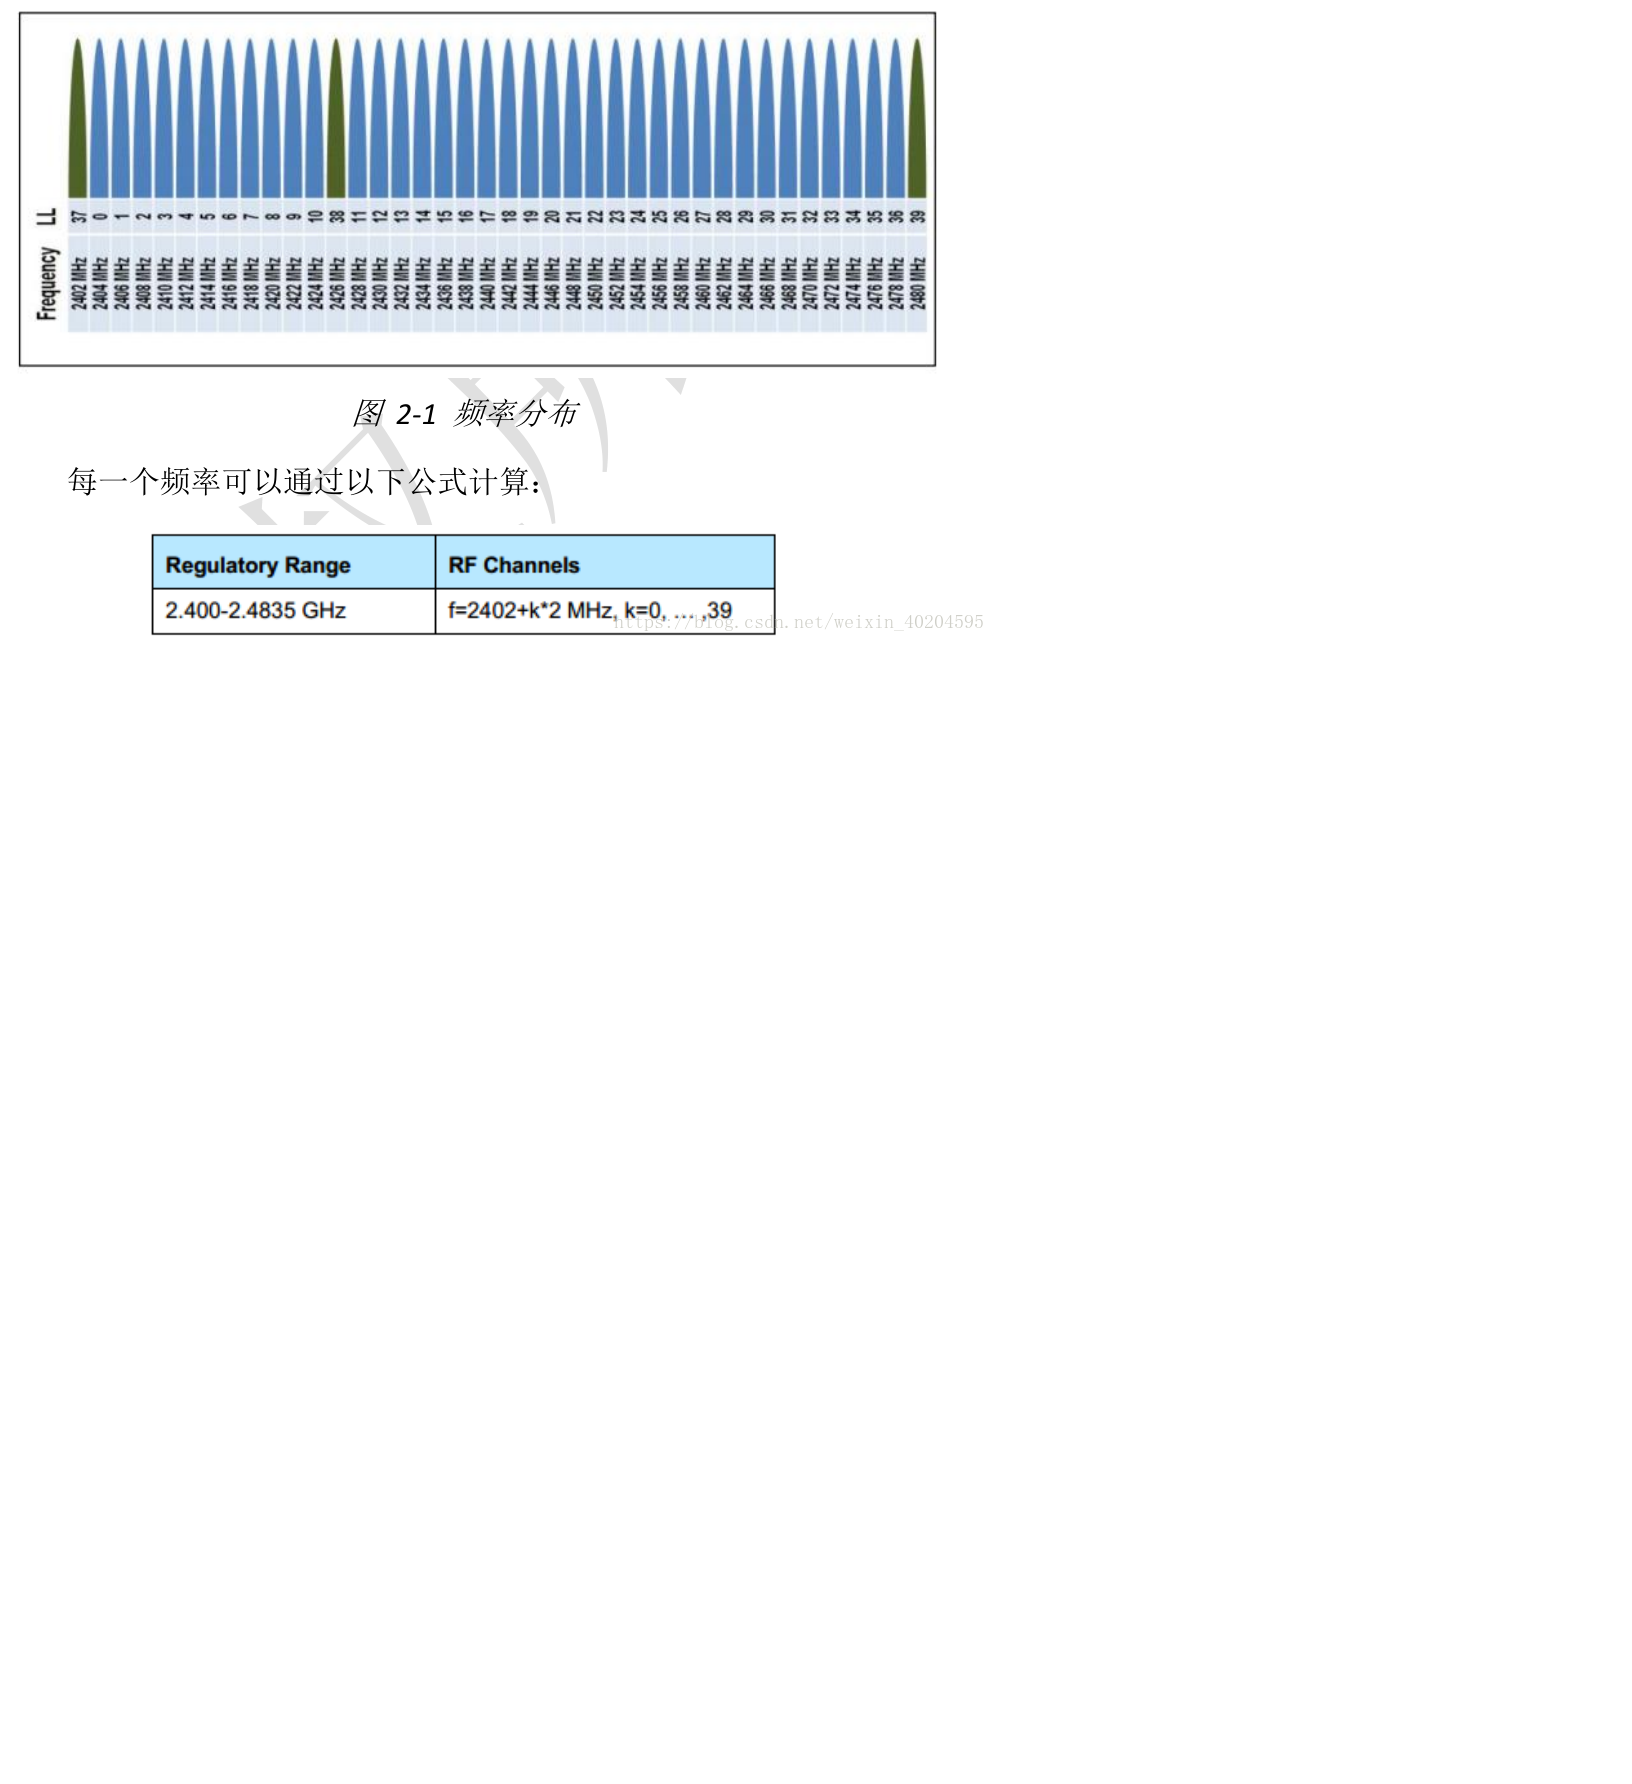 LL 37 0 1 2 3 4 5 6 7 8 9 10 38 11 12 13 14 15 16 17 18 19 20 21 22 23 24 25 26 27 28 29 30 31 32 33 34 35 36 39
Frequency 2402 MHz 2404 MHz 2406 MHz 2408 MHz 2410 MHz 2412 MHz 2414 MHz 2416 MHz 2418 MHz 2420 MHz 2422 MHz 2424 MHz 2426 MHz 2428 MHz 2430 MHz 2432 MHz 2434 MHz 2436 MHz 2438 MHz 2440 MHz 2442 MHz 2444 MHz 2446 MHz 2448 MHz 2450 MHz 2452 MHz 2454 MHz 2456 MHz 2458 MHz 2460 MHz 2462 MHz 2464 MHz 2466 MHz 2468 MHz 2470 MHz 2472 MHz 2474 MHz 2476 MHz 2478 MHz 2480 MHz
图 2-1 频率分布
每一个频率可以通过以下公式计算：
Regulatory Range RF Channels
2.400-2.4835 GHz f=2402+k*2 MHz, k=0, … ,39
https://blog.csdn.net/weixin_40204595